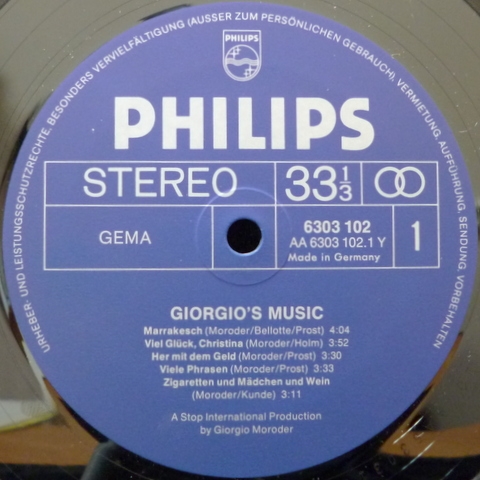 URHEBER- UND LEISTUNGSSCHUTZRECHTE, BESONDERS VERVIELFÄLTIGUNG (AUSSER ZUM PERSÖNLICHEN GEBRAUCH), VERMIETUNG, AUFFÜHRUNG, SENDUNG, VORBEHALTEN
PHILIPS
PHILIPS
STEREO 33 1/3
GEMA
6303 102
AA 6303 102.1 Y
Made in Germany
1
GIORGIO'S MUSIC
Marrakesch (Moroder/Bellotte/Prost) 4:04
Viel Glück, Christina (Moroder/Holm) 3:52
Her mit dem Geld (Moroder/Prost) 3:30
Viele Phrasen (Moroder/Prost) 3:33
Zigaretten und Mädchen und Wein
(Moroder/Kunde) 3:11
A Stop International Production
by Giorgio Moroder